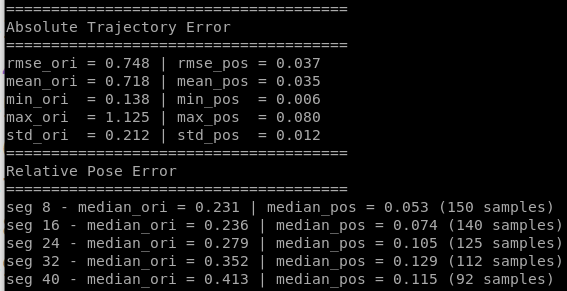 ======================================
Absolute Trajectory Error
======================================
rmse_ori = 0.748 | rmse_pos = 0.037
mean_ori = 0.718 | mean_pos = 0.035
min_ori  = 0.138 | min_pos  = 0.006
max_ori  = 1.125 | max_pos  = 0.080
std_ori  = 0.212 | std_pos  = 0.012
======================================
Relative Pose Error
======================================
seg 8 - median_ori = 0.231 | median_pos = 0.053 (150 samples)
seg 16 - median_ori = 0.236 | median_pos = 0.074 (140 samples)
seg 24 - median_ori = 0.279 | median_pos = 0.105 (125 samples)
seg 32 - median_ori = 0.352 | median_pos = 0.129 (112 samples)
seg 40 - median_ori = 0.413 | median_pos = 0.115 (92 samples)